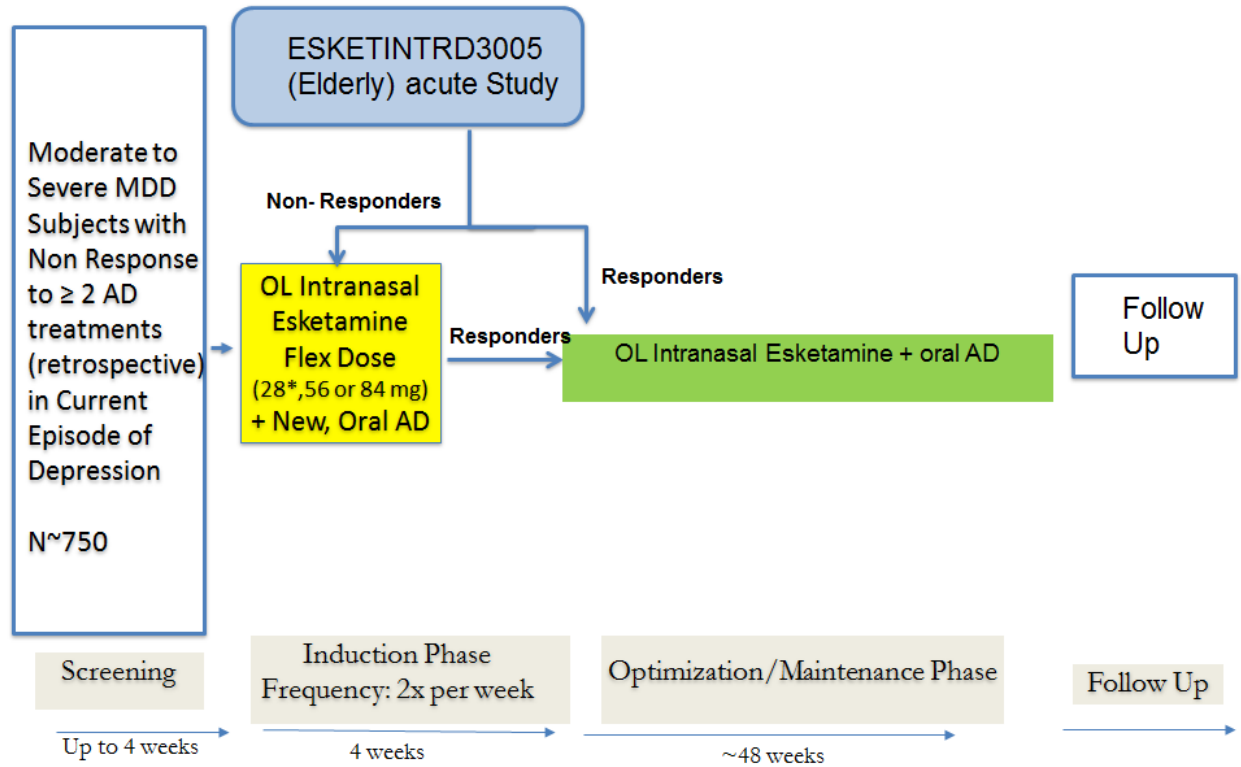 ESKETINTRD3005
(Elderly) acute Study
Moderate to
Severe MDD
Subjects with
Non Response
to ≥ 2 AD
treatments
(retrospective)
in Current
Episode of
Depression
N~750
Non- Responders
OL Intranasal
Esketamine
Flex Dose
(28*,56 or 84 mg)
+ New, Oral AD
Responders
Responders
OL Intranasal Esketamine + oral AD
Follow
Up
Screening
Induction Phase
Frequency: 2x per week
Optimization/Maintenance Phase
Follow Up
Up to 4 weeks
4 weeks
~48 weeks